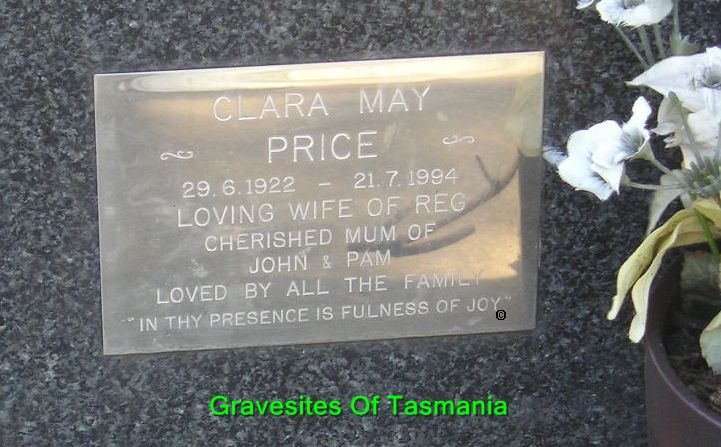 CLARA MAY
PRICE
29.6.1922 - 21.7.1994
LOVING WIFE OF REG
CHERISHED MUM OF
JOHN & PAM
LOVED BY ALL THE FAMILY
"IN THY PRESENCE IS FULNESS OF JOY"
©
Gravesites Of Tasmania